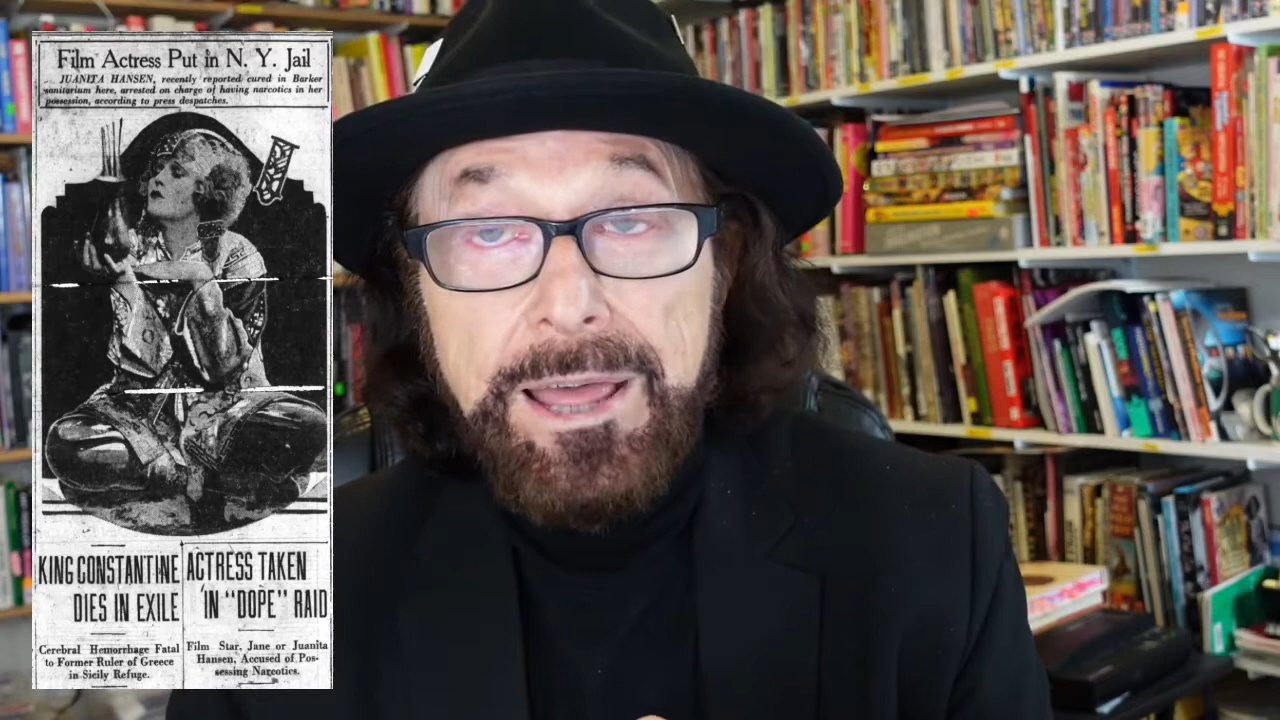 Film Actress Put in N. Y. Jail
JUANITA HANSEN, recently reported cured in Barker
sanitarium here, arrested on charge of having narcotics in her
possession, according to press despatches.
KING CONSTANTINE
DIES IN EXILE
Cerebral Hemorrhage Fatal
to Former Ruler of Greece
in Sicily Refuge.
ACTRESS TAKEN
IN "DOPE" RAID
Film Star, Jane or Juanita
Hansen, Accused of Pos-
sessing Narcotics.